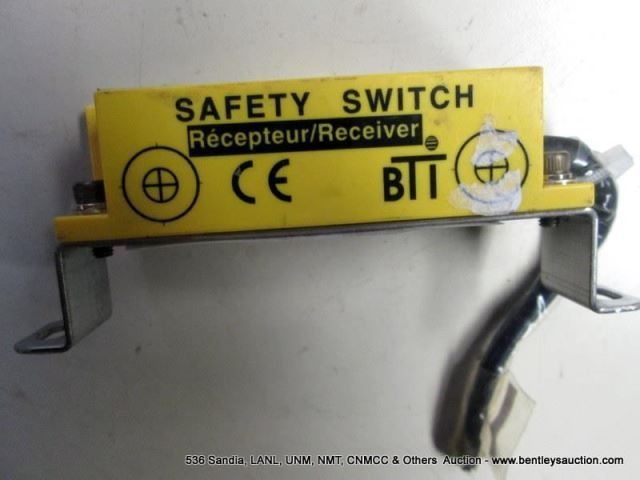 SAFETY SWITCH
Récepteur/Receiver
CE BTI
536 Sandia, LANL, UNM, NMT, CNMCC & Others Auction - www.bentleysauction.com